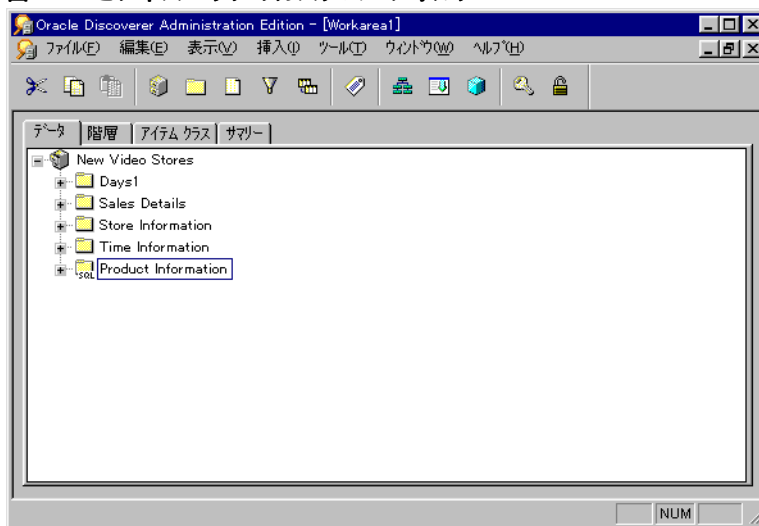 Oracle Discoverer Administration Edition - [Workarea1]
ファイル(F) 編集(E) 表示(V) 挿入(I) ツール(T) ウィンドウ(W) ヘルプ(H)
データ 階層 アイテム クラス サマリー
New Video Stores
Days1
Sales Details
Store Information
Time Information
SQL Product Information
NUM